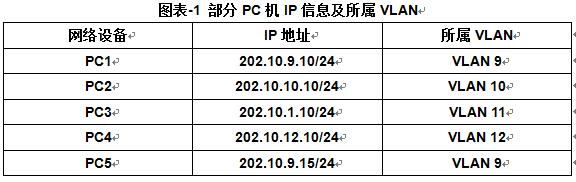 图表-1 部分 PC 机 IP 信息及所属 VLAN
网络设备 IP 地址 所属 VLAN
PC1 202.10.9.10/24 VLAN 9
PC2 202.10.10.10/24 VLAN 10
PC3 202.10.1.10/24 VLAN 11
PC4 202.10.12.10/24 VLAN 12
PC5 202.10.9.15/24 VLAN 9